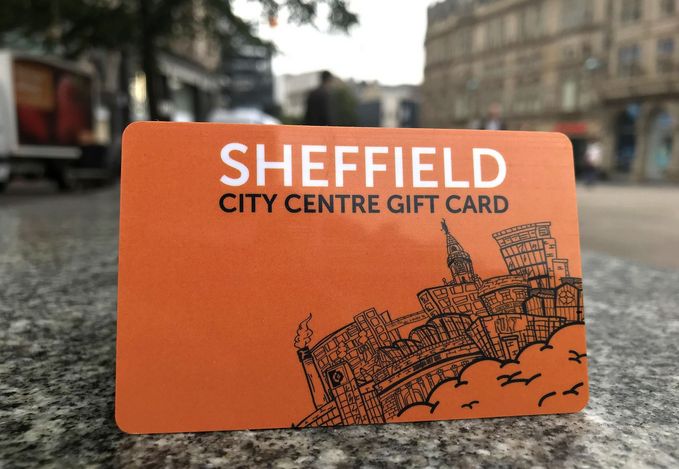 SHEFFIELD
CITY CENTRE GIFT CARD